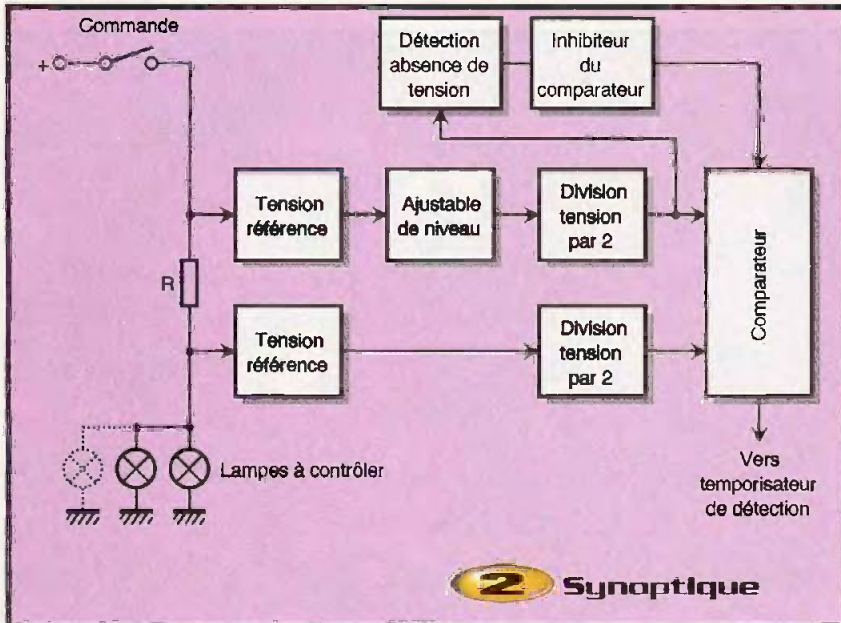 Commande
+
Détection
absence de
tension
Inhibiteur
du
comparateur
Tension
référence
Ajustable
de niveau
Division
tension
par 2
Comparateur
R
Tension
référence
Division
tension
par 2
Lampes à contrôler
Vers
temporisateur
de détection
2 Synoptique